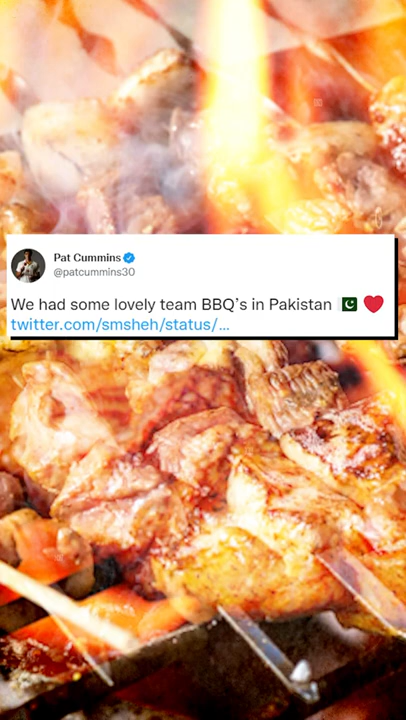 Pat Cummins
@patcummins30
We had some lovely team BBQ's in Pakistan 🇵🇰 ❤️
twitter.com/smsheh/status/...